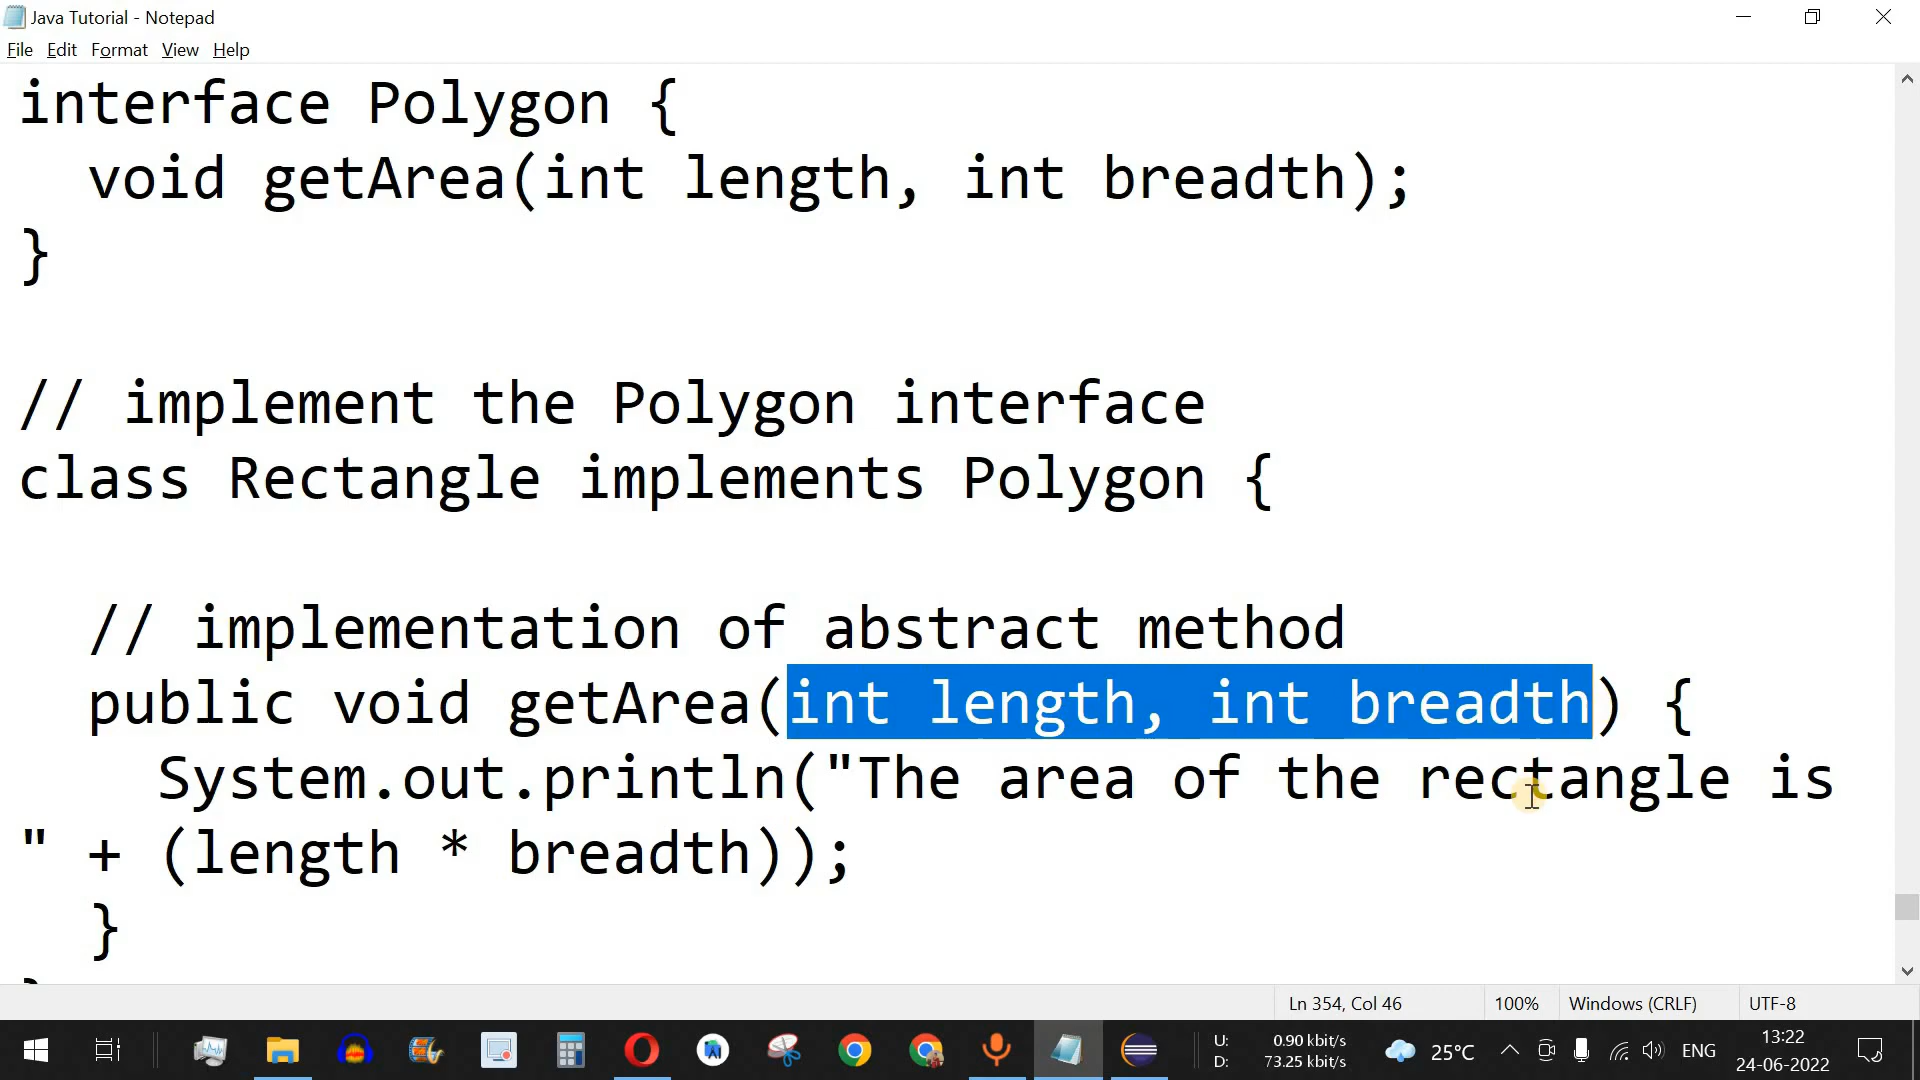 Java Tutorial - Notepad
File Edit Format View Help
interface Polygon {
void getArea(int length, int breadth);
}
// implement the Polygon interface
class Rectangle implements Polygon {
// implementation of abstract method
public void getArea(int length, int breadth) {
System.out.println("The area of the rectangle is
" + (length * breadth));
}
Ln 354, Col 46 100% Windows (CRLF) UTF-8
U: 0.90 kbit/s
D: 73.25 kbit/s
25°C
ENG
13:22
24-06-2022